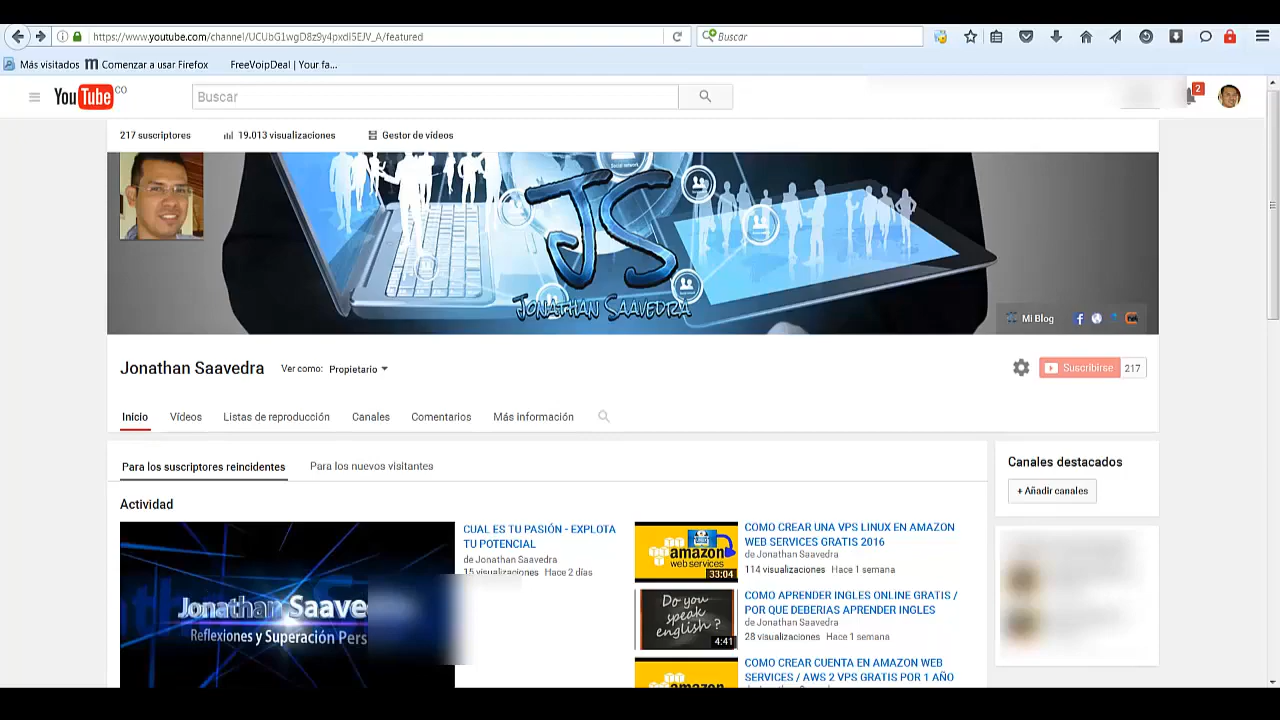 https://www.youtube.com/channel/UCUbG1wgD8z9y4pxdI5EJV_A/featured
Buscar
Más visitados
Comenzar a usar Firefox
FreeVoipDeal | Your fa...
YouTube CO
Buscar
2
217 suscriptores
19.013 visualizaciones
Gestor de vídeos
JS
Jonathan Saavedra
Mi Blog
Jonathan Saavedra
Ver como: Propietario
Suscribirse 217
Inicio
Vídeos
Listas de reproducción
Canales
Comentarios
Más información
Para los suscriptores reincidentes
Para los nuevos visitantes
Actividad
Jonathan Saave
Reflexiones y Superación Pers
CUAL ES TU PASIÓN - EXPLOTA
TU POTENCIAL
de Jonathan Saavedra
15 visualizaciones Hace 2 días
amazon
web services
33:04
COMO CREAR UNA VPS LINUX EN AMAZON
WEB SERVICES GRATIS 2016
de Jonathan Saavedra
114 visualizaciones Hace 1 semana
Do you
speak
english?
4:41
COMO APRENDER INGLES ONLINE GRATIS /
POR QUE DEBERIAS APRENDER INGLES
de Jonathan Saavedra
28 visualizaciones Hace 1 semana
amazon
COMO CREAR CUENTA EN AMAZON WEB
SERVICES / AWS 2 VPS GRATIS POR 1 AÑO
Canales destacados
+ Añadir canales